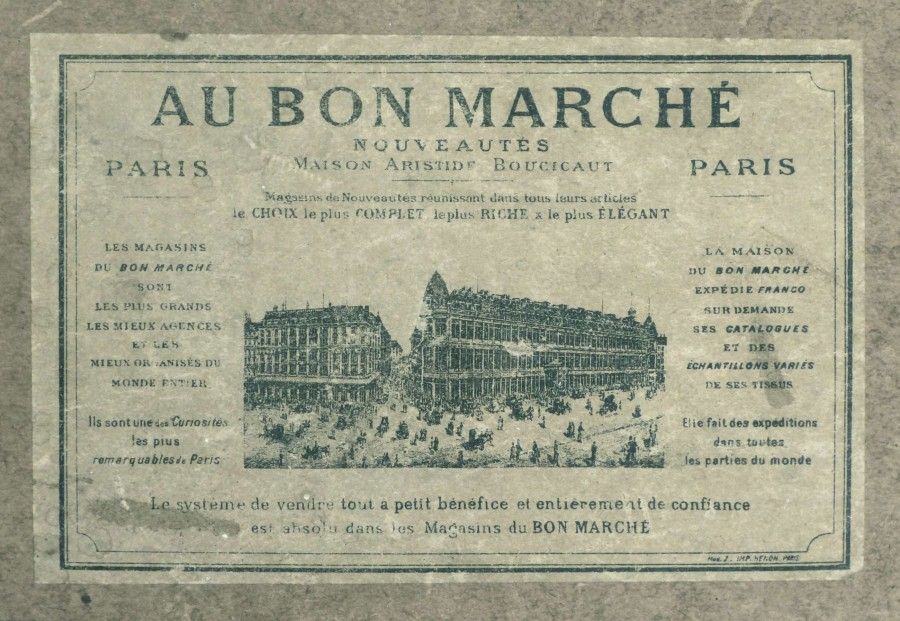 AU BON MARCHÉ
NOUVEAUTÉS
MAISON ARISTIDE BOUCICAUT
PARIS
PARIS
Magasins de Nouveautés réunissant dans tous leurs articles
le CHOIX le plus COMPLET, le plus RICHE & le plus ÉLÉGANT
LES MAGASINS
DU BON MARCHÉ
SONT
LES PLUS GRANDS
LES MIEUX AGENCES
ET LES
MIEUX ORGANISÉS DU
MONDE ENTIER
Ils sont une des Curiosités
les plus
remarquables de Paris
LA MAISON
DU BON MARCHÉ
EXPÉDIE FRANCO
SUR DEMANDE
SES CATALOGUES
ET DES
ÉCHANTILLONS VARIÉS
DE SES TISSUS
Elle fait des expéditions
dans toutes
les parties du monde
Le système de vendre tout a petit bénéfice et entièrement de confiance
est absolu dans les Magasins du BON MARCHÉ
IMP. PARIS